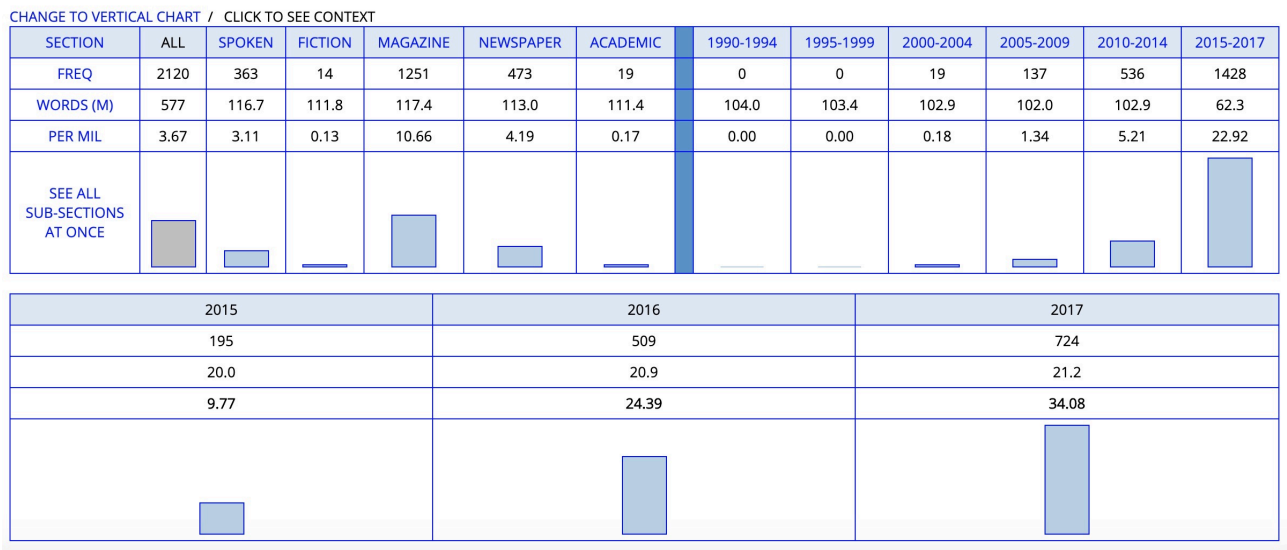 CHANGE TO VERTICAL CHART / CLICK TO SEE CONTEXT
SECTION ALL SPOKEN FICTION MAGAZINE NEWSPAPER ACADEMIC 1990-1994 1995-1999 2000-2004 2005-2009 2010-2014 2015-2017
FREQ 2120 363 14 1251 473 19 0 0 19 137 536 1428
WORDS (M) 577 116.7 111.8 117.4 113.0 111.4 104.0 103.4 102.9 102.0 102.9 62.3
PER MIL 3.67 3.11 0.13 10.66 4.19 0.17 0.00 0.00 0.18 1.34 5.21 22.92
SEE ALL
SUB-SECTIONS
AT ONCE
2015 2016 2017
195 509 724
20.0 20.9 21.2
9.77 24.39 34.08